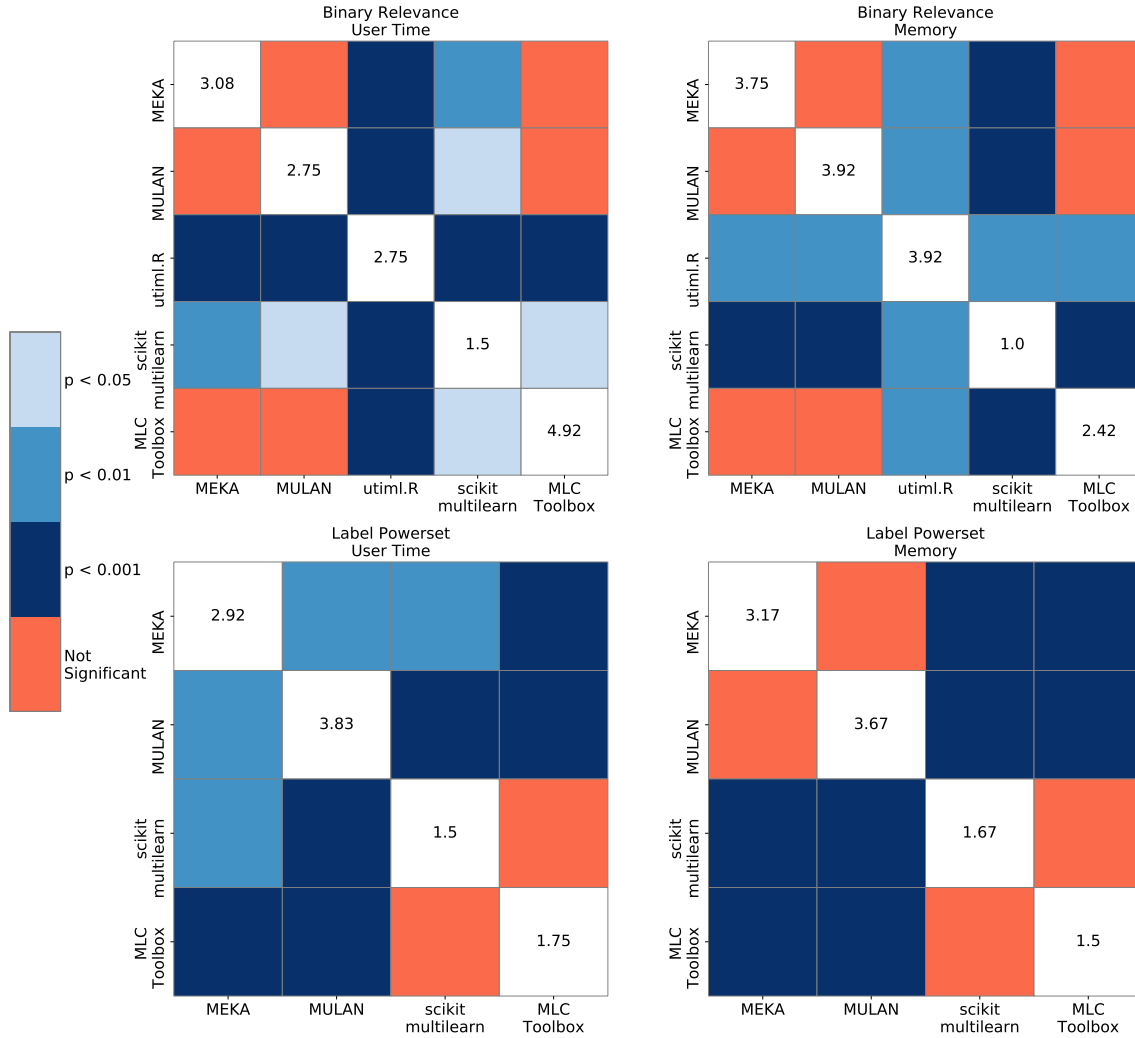 Binary Relevance
User Time
MEKA
3.08
MULAN
2.75
utiml.R
2.75
scikit
multilearn
1.5
MLC
Toolbox
4.92
MEKA
MULAN
utiml.R
scikit
multilearn
MLC
Toolbox
Binary Relevance
Memory
MEKA
3.75
MULAN
3.92
utiml.R
3.92
scikit
multilearn
1.0
MLC
Toolbox
2.42
MEKA
MULAN
utiml.R
scikit
multilearn
MLC
Toolbox
p < 0.05
p < 0.01
p < 0.001
Not
Significant
Label Powerset
User Time
MEKA
2.92
MULAN
3.83
scikit
multilearn
1.5
MLC
Toolbox
1.75
MEKA
MULAN
scikit
multilearn
MLC
Toolbox
Label Powerset
Memory
MEKA
3.17
MULAN
3.67
scikit
multilearn
1.67
MLC
Toolbox
1.5
MEKA
MULAN
scikit
multilearn
MLC
Toolbox